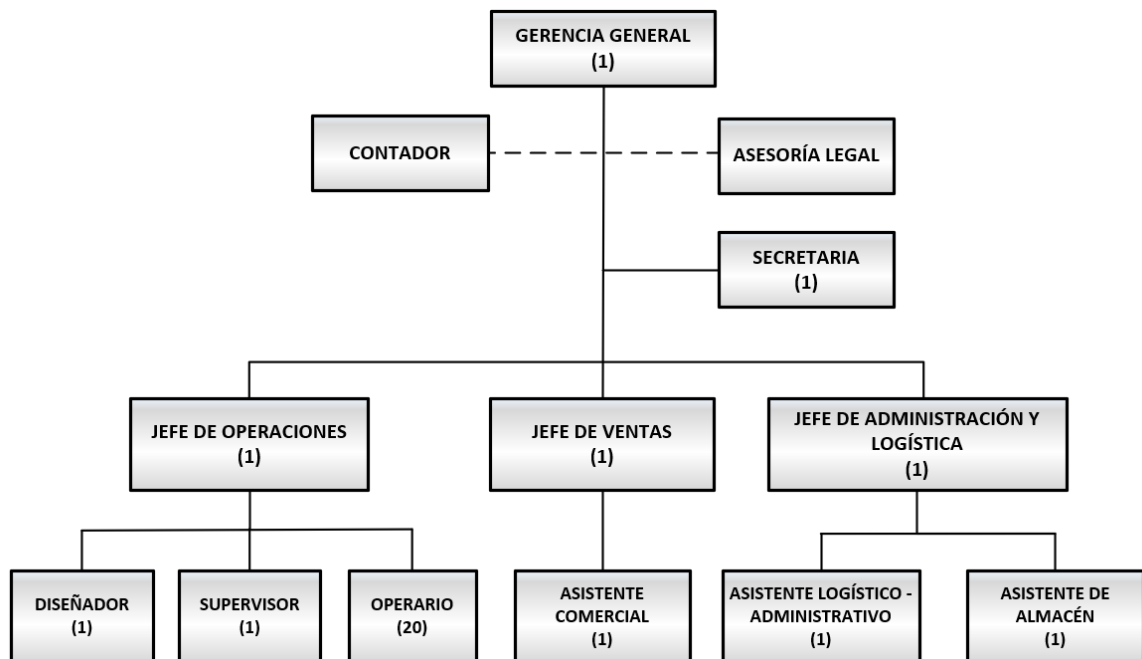 GERENCIA GENERAL
(1)
CONTADOR
ASESORÍA LEGAL
SECRETARIA
(1)
JEFE DE OPERACIONES
(1)
JEFE DE VENTAS
(1)
JEFE DE ADMINISTRACIÓN Y
LOGÍSTICA
(1)
DISEÑADOR
(1)
SUPERVISOR
(1)
OPERARIO
(20)
ASISTENTE
COMERCIAL
(1)
ASISTENTE LOGÍSTICO -
ADMINISTRATIVO
(1)
ASISTENTE DE
ALMACÉN
(1)